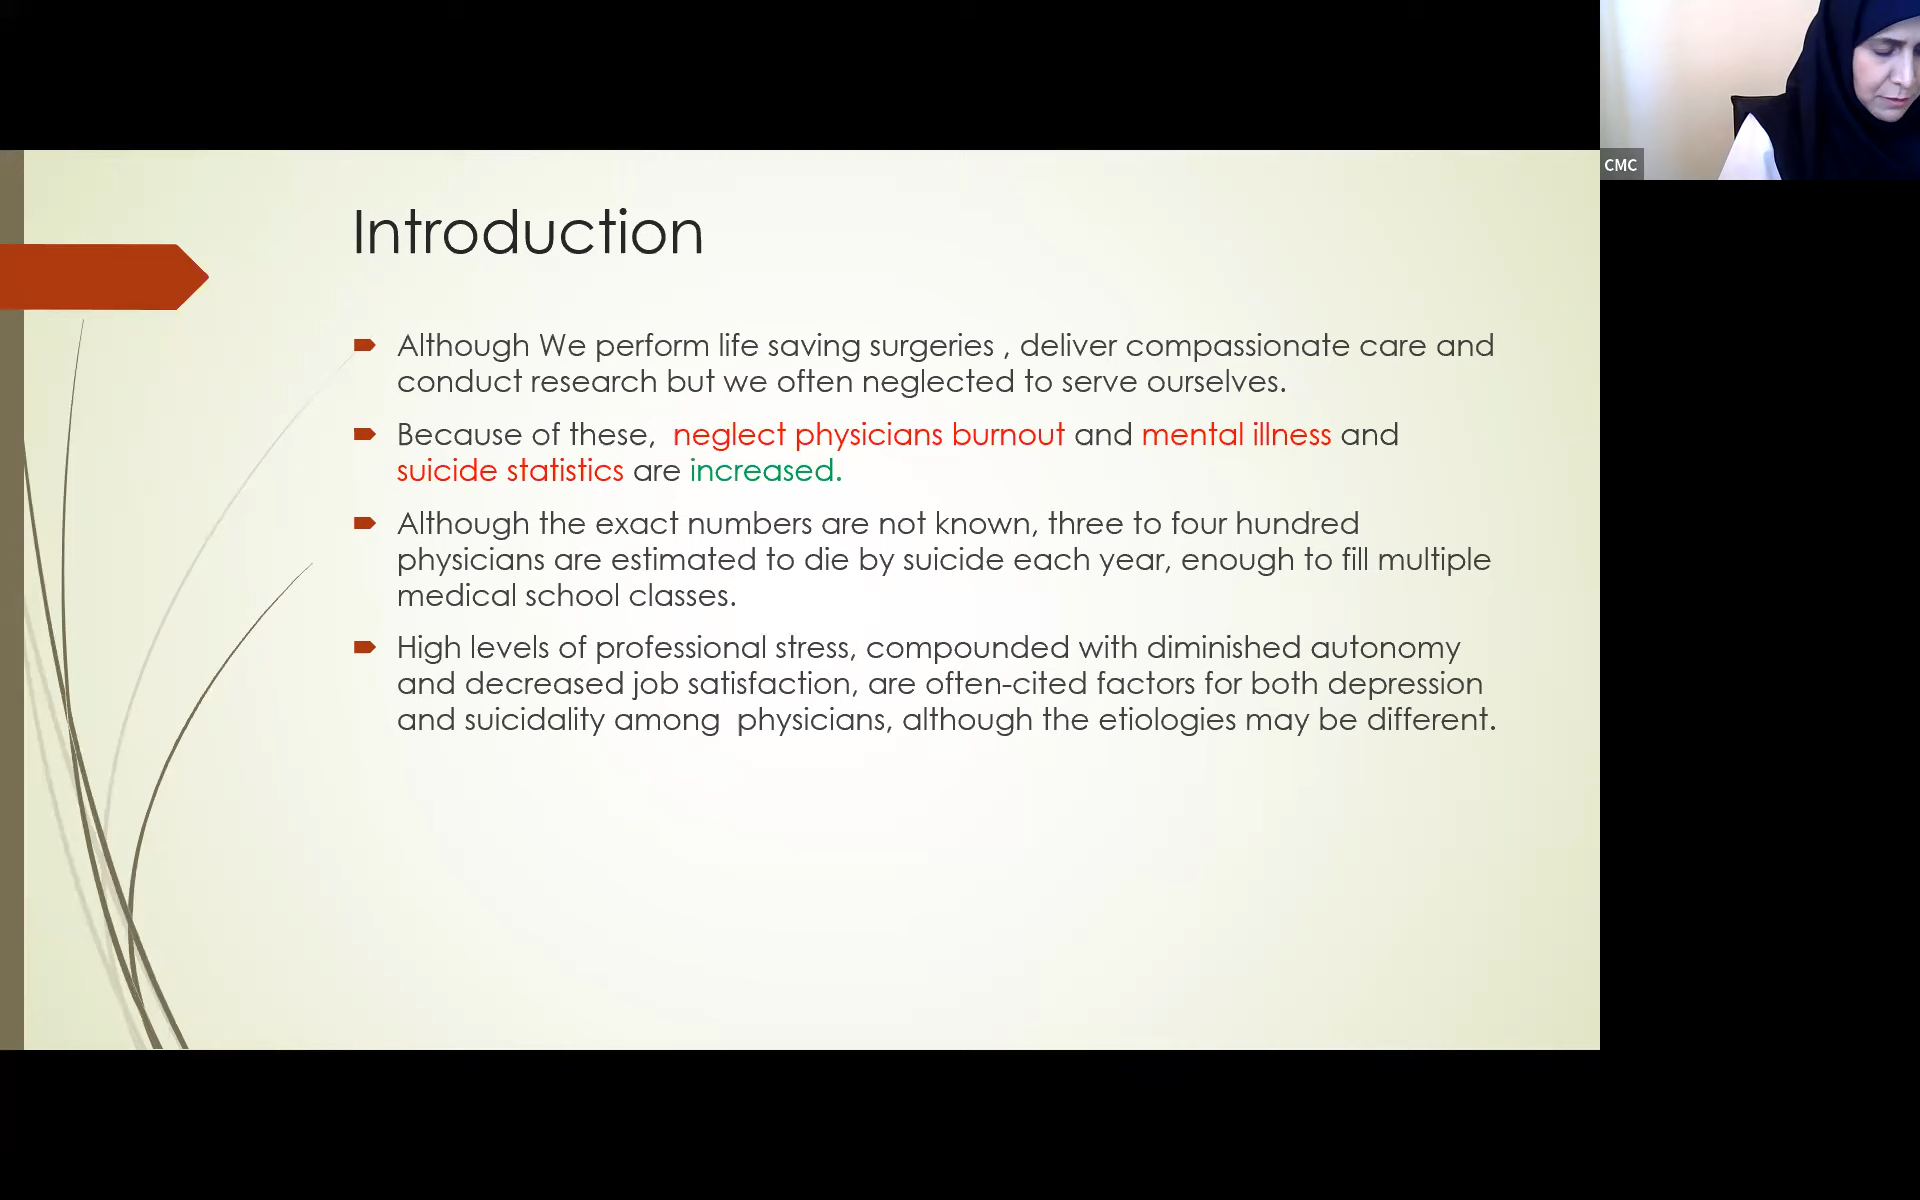 CMC
Introduction
Although We perform life saving surgeries , deliver compassionate care and
conduct research but we often neglected to serve ourselves.
Because of these,  neglect physicians burnout and mental illness and
suicide statistics are increased.
Although the exact numbers are not known, three to four hundred
physicians are estimated to die by suicide each year, enough to fill multiple
medical school classes.
High levels of professional stress, compounded with diminished autonomy
and decreased job satisfaction, are often-cited factors for both depression
and suicidality among  physicians, although the etiologies may be different.